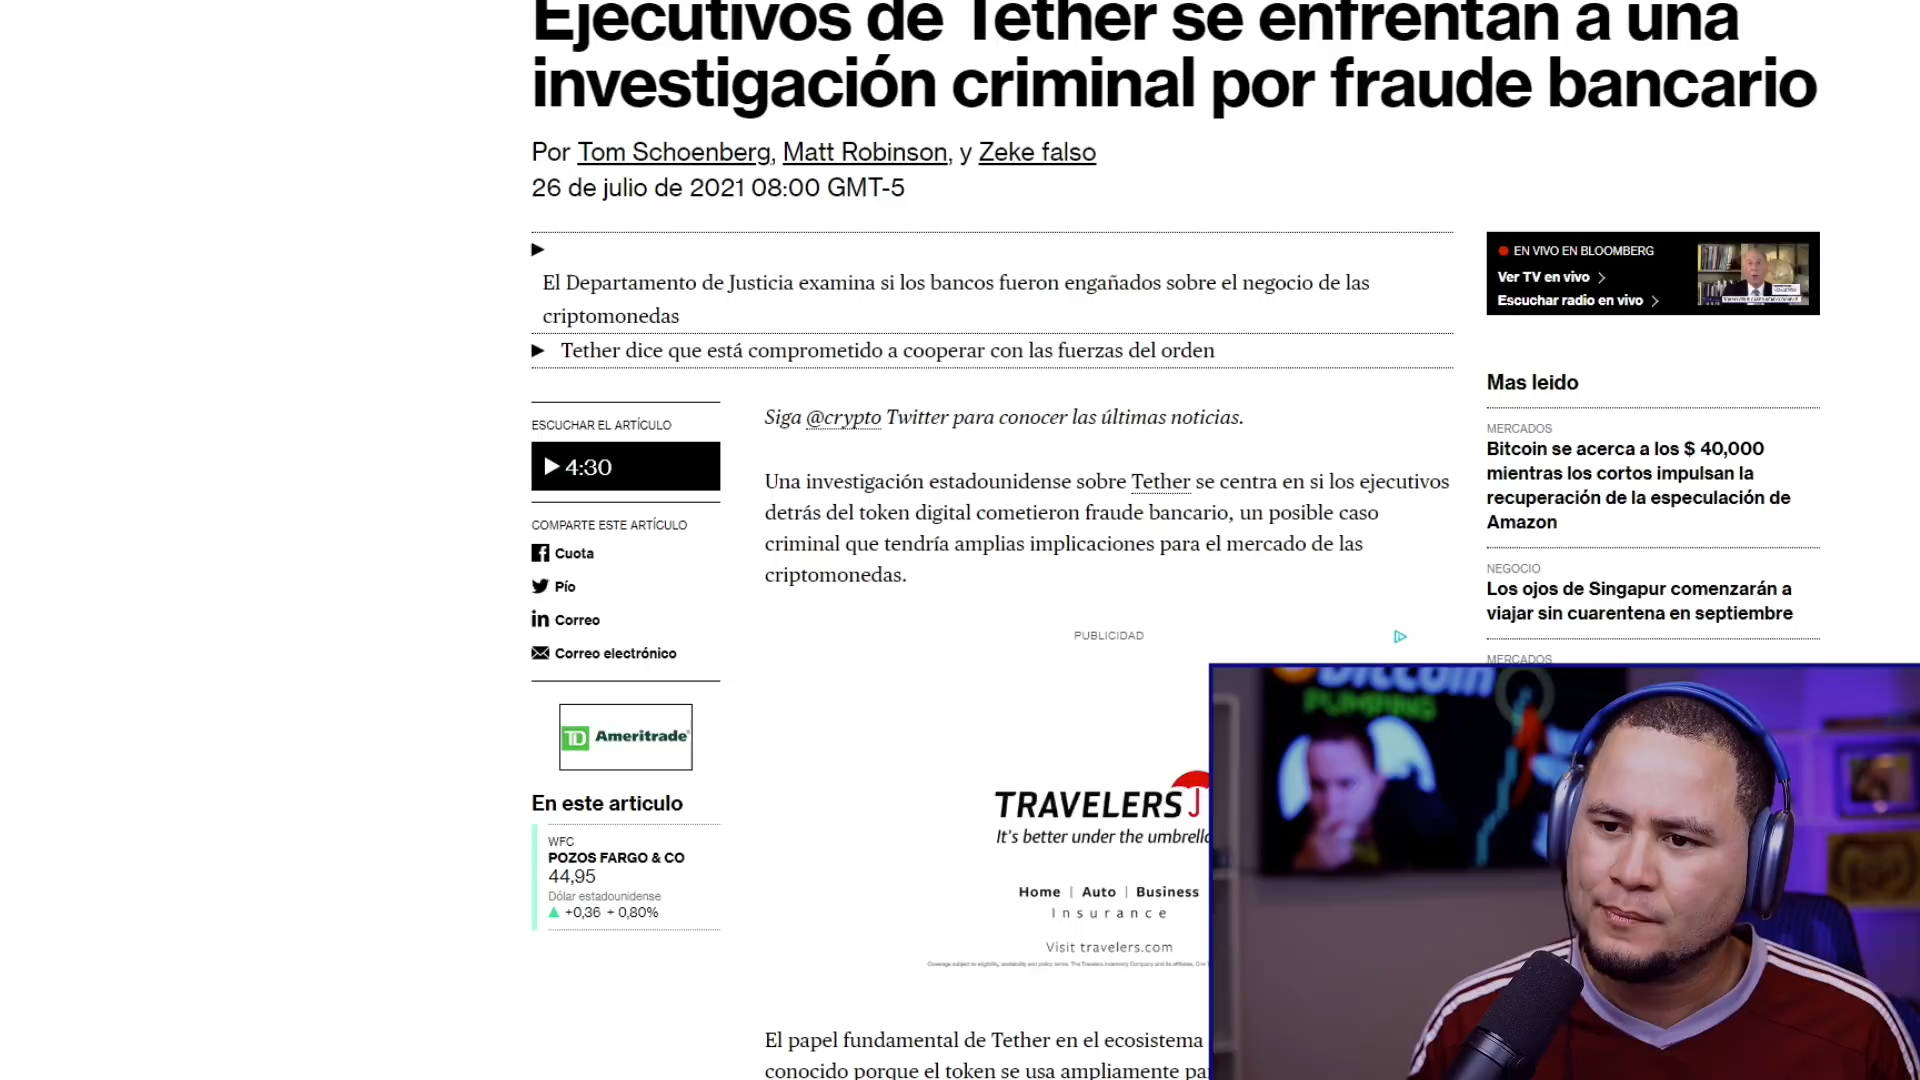 Ejecutivos de Tether se enfrentan a una
investigación criminal por fraude bancario
Por Tom Schoenberg, Matt Robinson, y Zeke falso
26 de julio de 2021 08:00 GMT-5
El Departamento de Justicia examina si los bancos fueron engañados sobre el negocio de las
criptomonedas
Tether dice que está comprometido a cooperar con las fuerzas del orden
ESCUCHAR EL ARTÍCULO
4:30
COMPARTE ESTE ARTÍCULO
Cuota
Pío
Correo
Correo electrónico
TD Ameritrade
En este articulo
WFC
POZOS FARGO & CO
44,95
Dólar estadounidense
+0,36 + 0,80%
Siga @crypto Twitter para conocer las últimas noticias.
Una investigación estadounidense sobre Tether se centra en si los ejecutivos
detrás del token digital cometieron fraude bancario, un posible caso
criminal que tendría amplias implicaciones para el mercado de las
criptomonedas.
PUBLICIDAD
TRAVELERS
It's better under the umbrella
Home | Auto | Business
Insurance
Visit travelers.com
El papel fundamental de Tether en el ecosistema
conocido porque el token se usa ampliamente pa
EN VIVO EN BLOOMBERG
Ver TV en vivo
Escuchar radio en vivo
Mas leido
MERCADOS
Bitcoin se acerca a los $ 40,000
mientras los cortos impulsan la
recuperación de la especulación de
Amazon
NEGOCIO
Los ojos de Singapur comenzarán a
viajar sin cuarentena en septiembre
MERCADOS
Bitcoin
PUMPING